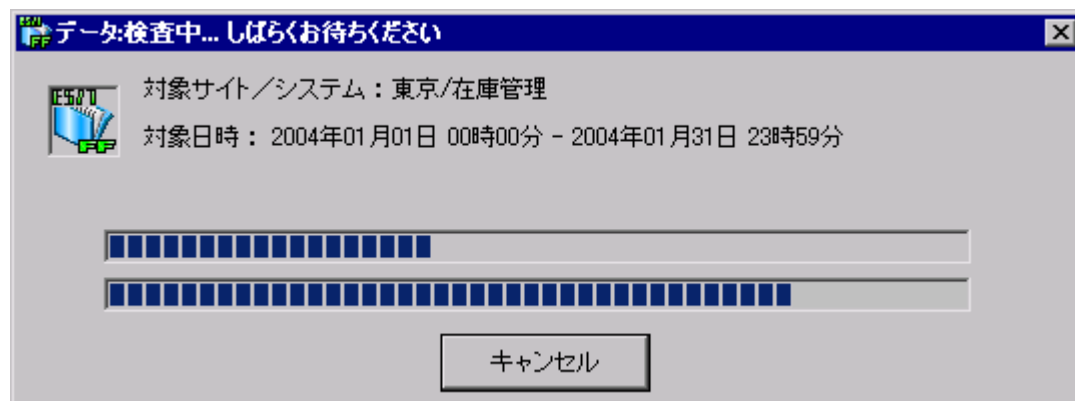 データ:検査中... しばらくお待ちください
対象サイト／システム：東京/在庫管理
対象日時： 2004年01月01日 00時00分 - 2004年01月31日 23時59分
キャンセル